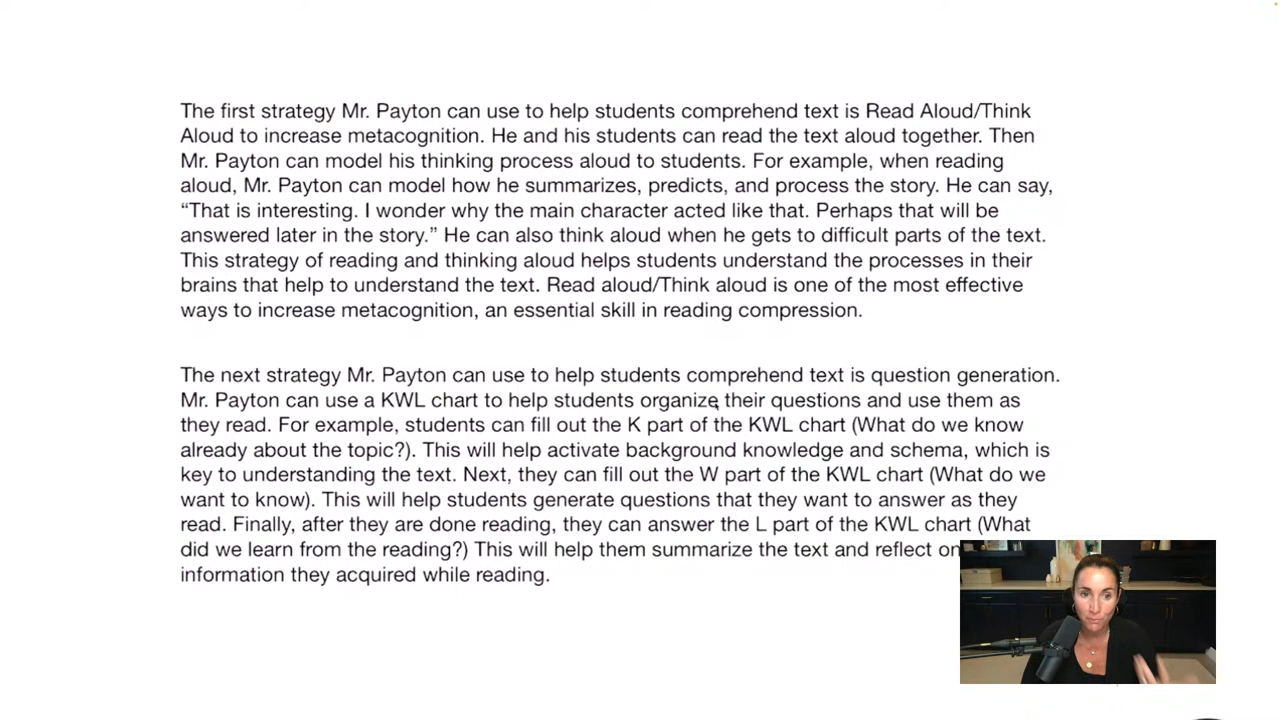 The first strategy Mr. Payton can use to help students comprehend text is Read Aloud/Think
Aloud to increase metacognition. He and his students can read the text aloud together. Then
Mr. Payton can model his thinking process aloud to students. For example, when reading
aloud, Mr. Payton can model how he summarizes, predicts, and process the story. He can say,
“That is interesting. I wonder why the main character acted like that. Perhaps that will be
answered later in the story.” He can also think aloud when he gets to difficult parts of the text.
This strategy of reading and thinking aloud helps students understand the processes in their
brains that help to understand the text. Read aloud/Think aloud is one of the most effective
ways to increase metacognition, an essential skill in reading compression.
The next strategy Mr. Payton can use to help students comprehend text is question generation.
Mr. Payton can use a KWL chart to help students organize their questions and use them as
they read. For example, students can fill out the K part of the KWL chart (What do we know
already about the topic?). This will help activate background knowledge and schema, which is
key to understanding the text. Next, they can fill out the W part of the KWL chart (What do we
want to know). This will help students generate questions that they want to answer as they
read. Finally, after they are done reading, they can answer the L part of the KWL chart (What
did we learn from the reading?) This will help them summarize the text and reflect on
information they acquired while reading.